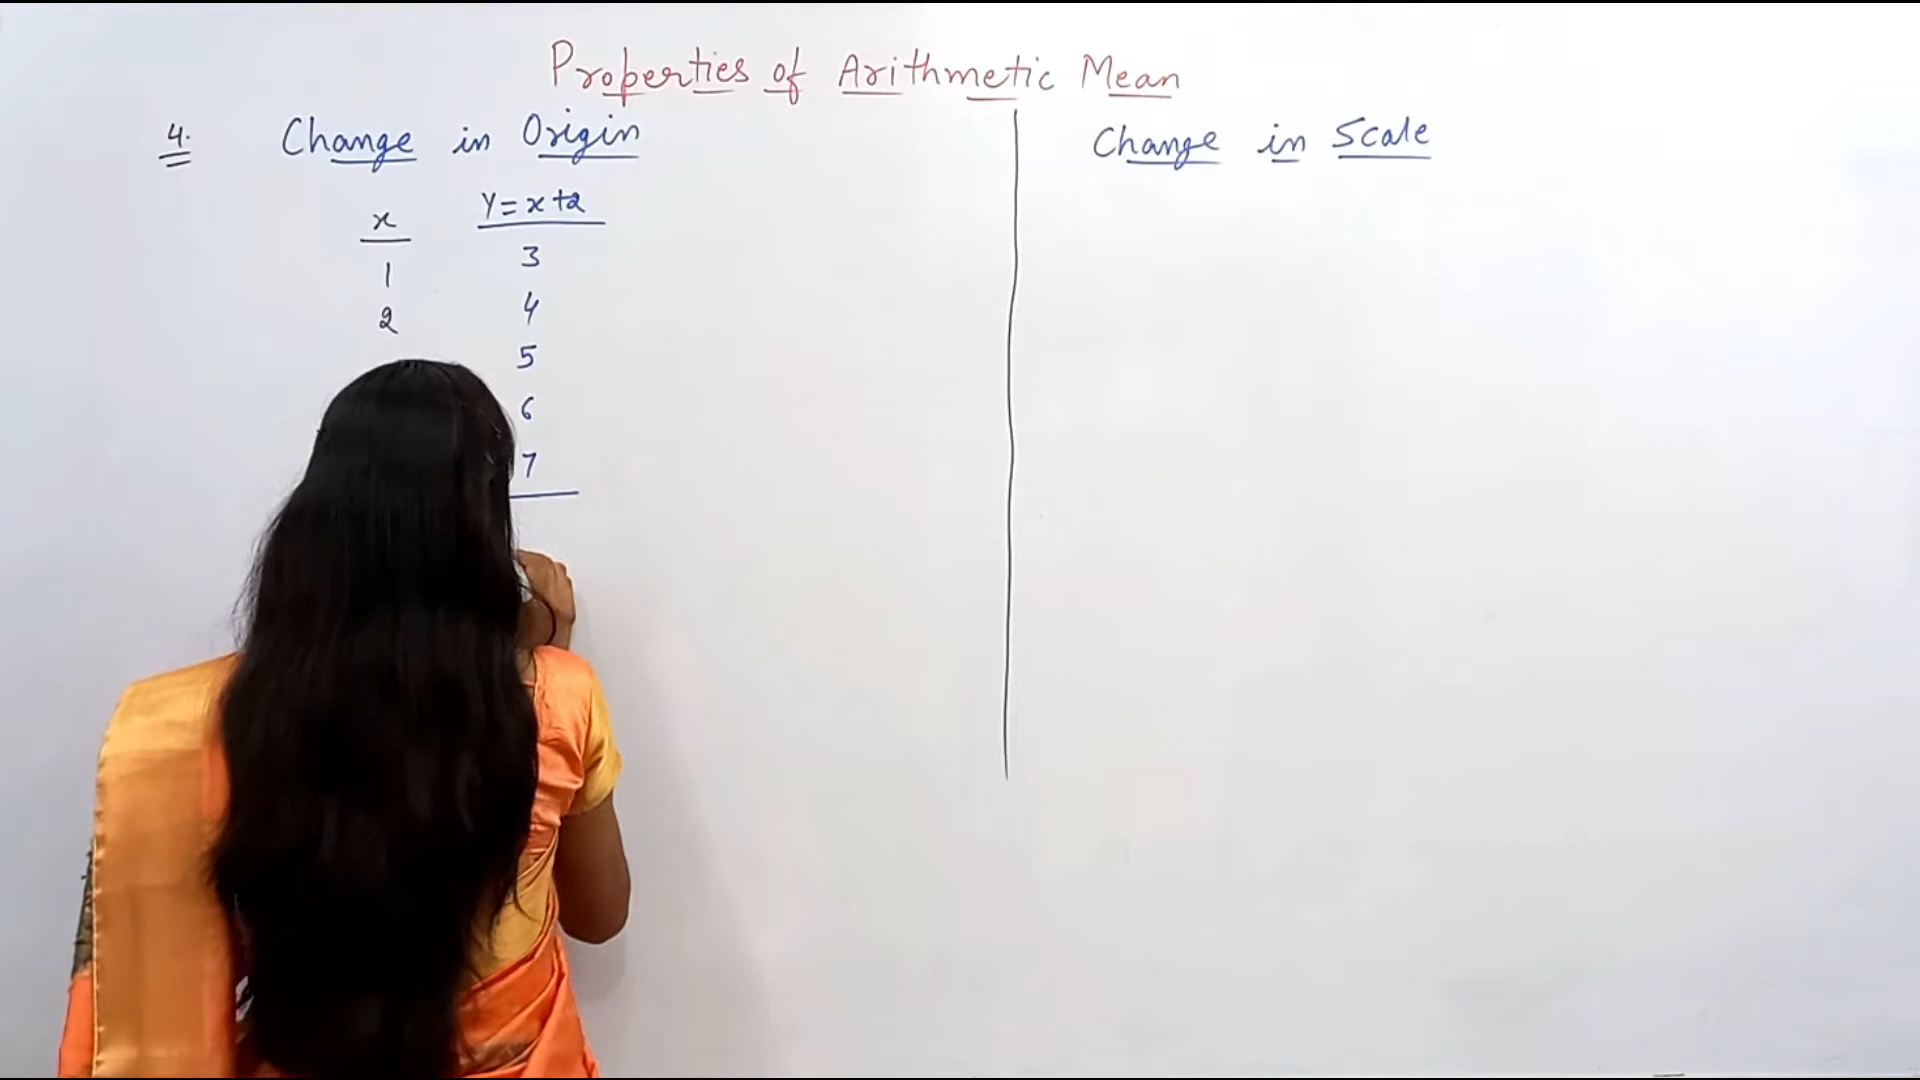 Properties of Arithmetic Mean
4. Change in Origin
x Y=x+2
1 3
2 4
5
6
7
Change in Scale